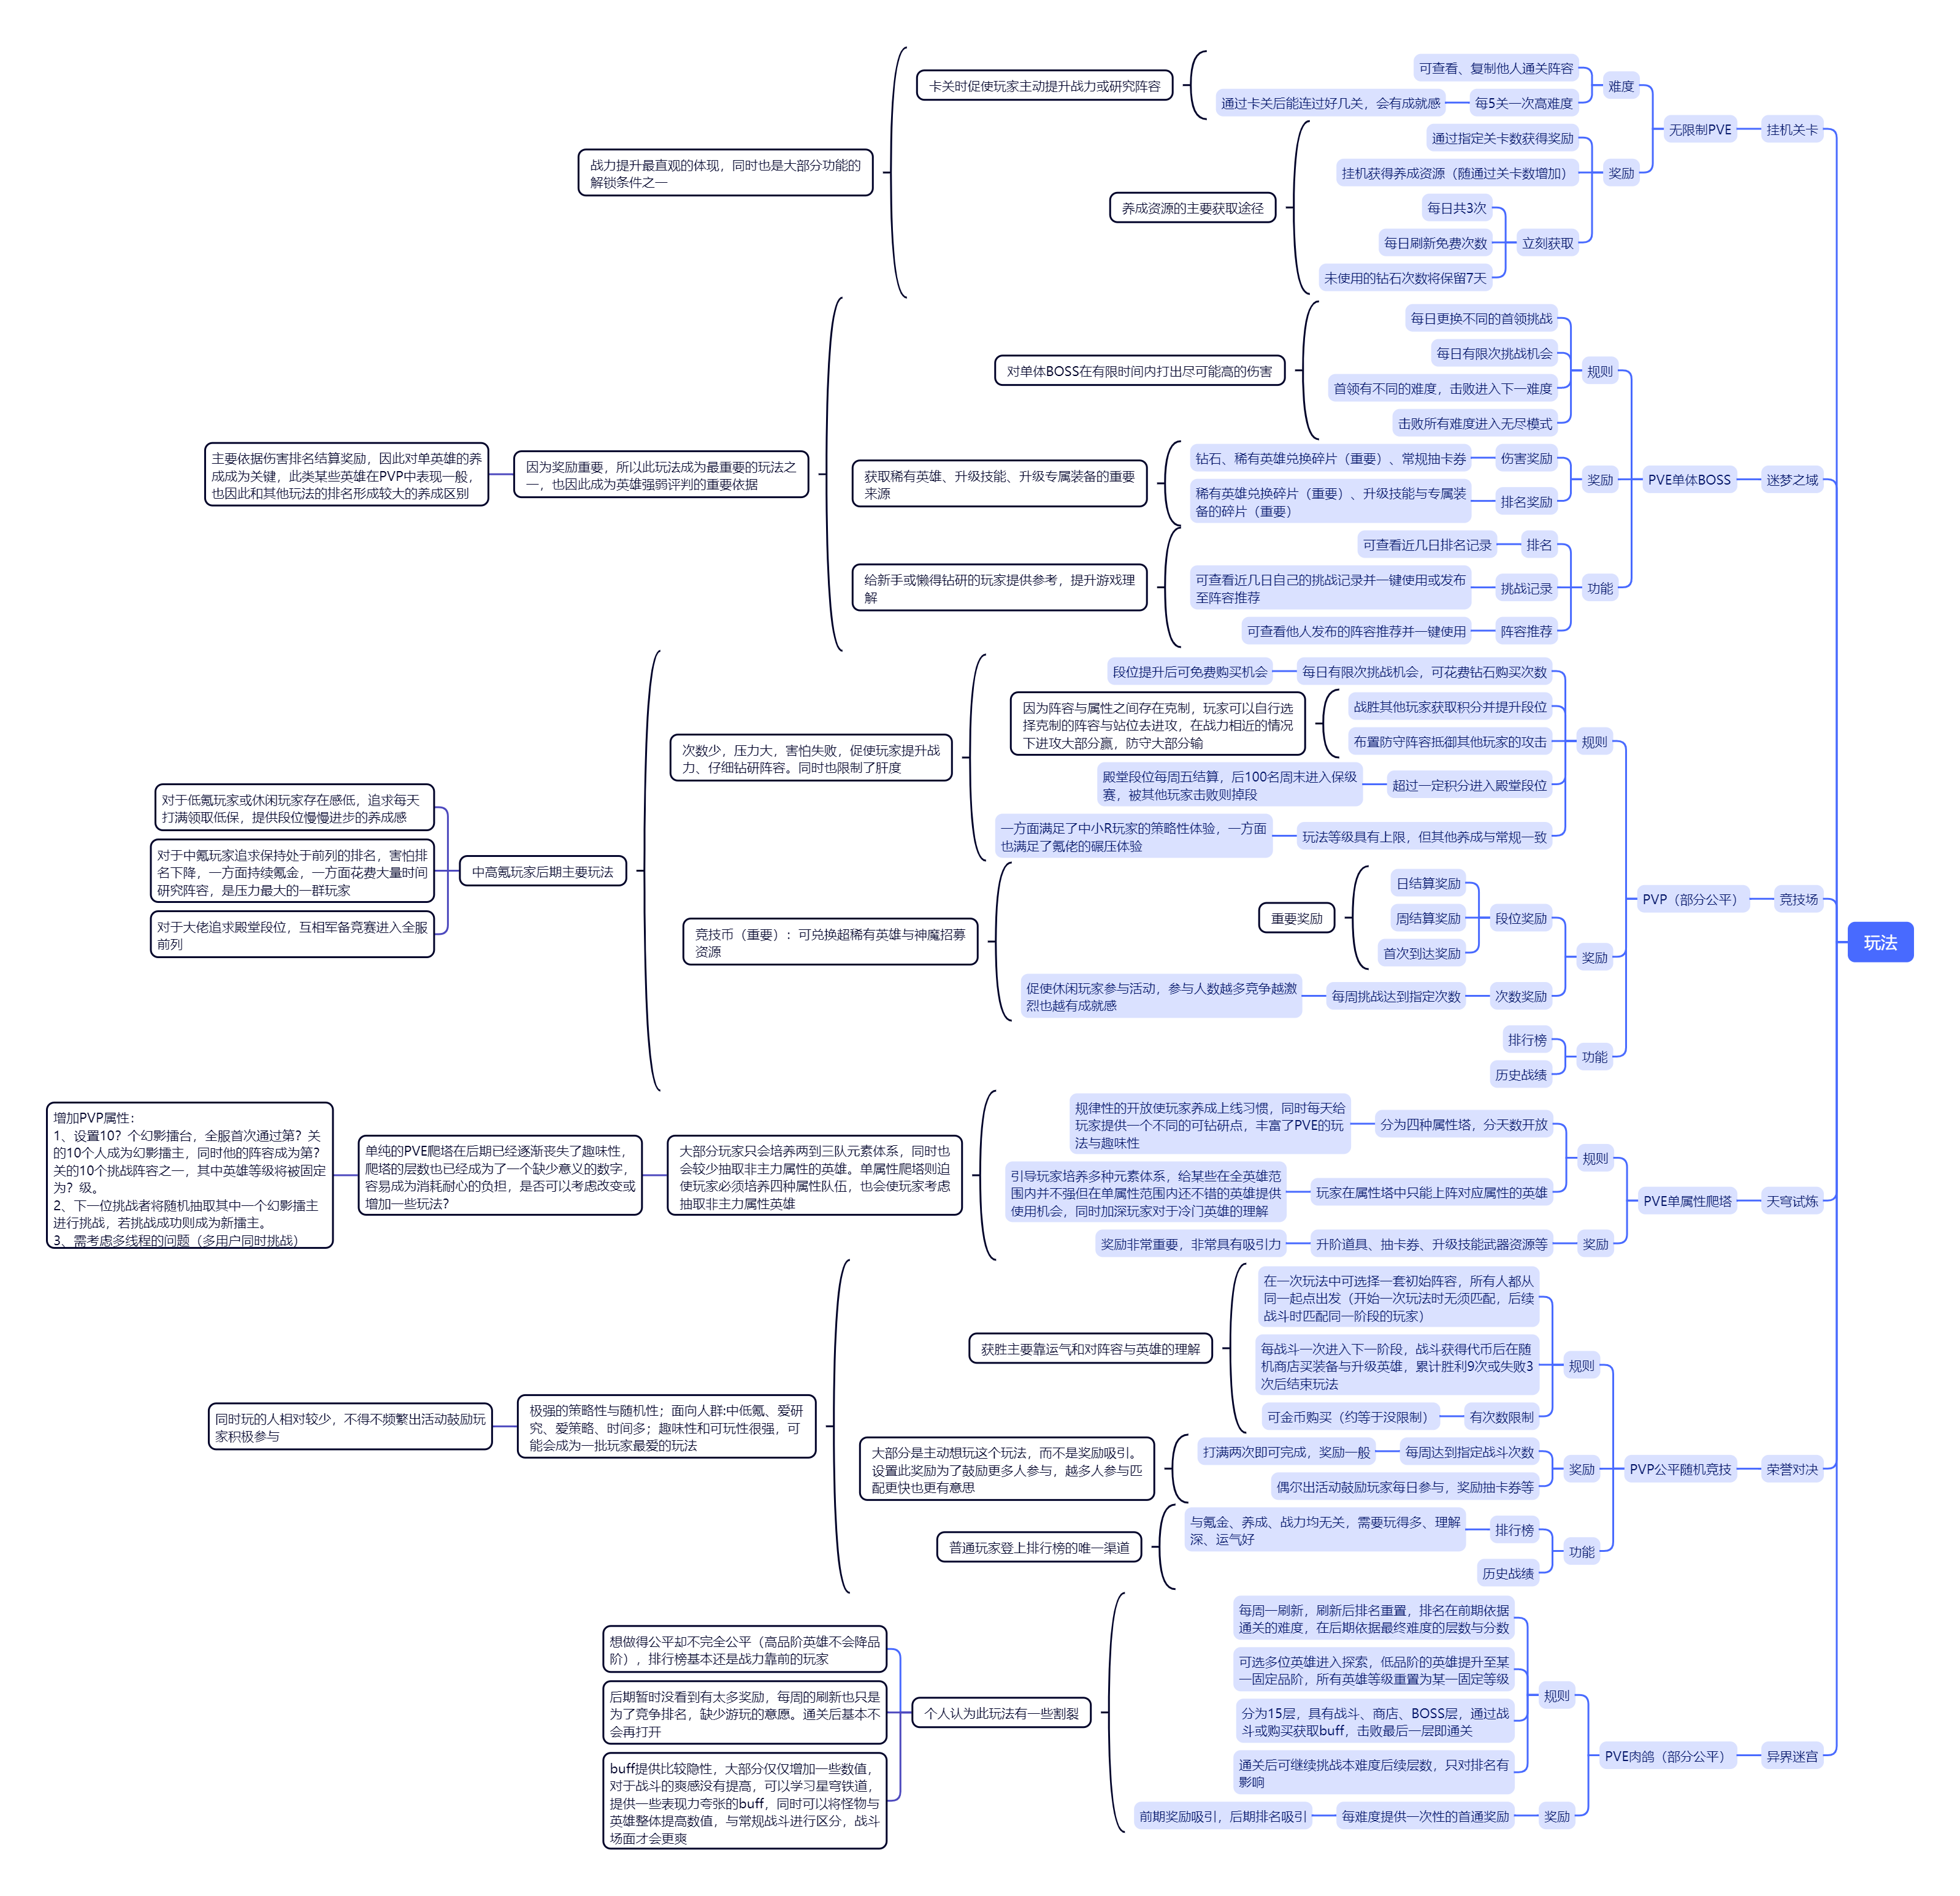 玩法
挂机关卡
无限制PVE
难度
可查看、复制他人通关阵容
每5关一次高难度
通过卡关后能连过好几关，会有成就感
卡关时促使玩家主动提升战力或研究阵容
奖励
通过指定关卡数获得奖励
挂机获得养成资源（随通过关卡数增加）
立刻获取
每日共3次
每日刷新免费次数
未使用的钻石次数将保留7天
养成资源的主要获取途径
战力提升最直观的体现，同时也是大部分功能的
解锁条件之一
迷梦之域
PVE单体BOSS
规则
每日更换不同的首领挑战
每日有限次挑战机会
首领有不同的难度，击败进入下一难度
击败所有难度进入无尽模式
对单体BOSS在有限时间内打出尽可能高的伤害
奖励
伤害奖励
钻石、稀有英雄兑换碎片（重要）、常规抽卡券
排名奖励
稀有英雄兑换碎片（重要）、升级技能与专属装
备的碎片（重要）
获取稀有英雄、升级技能、升级专属装备的重要
来源
功能
排名
可查看近几日排名记录
挑战记录
可查看近几日自己的挑战记录并一键使用或发布
至阵容推荐
阵容推荐
可查看他人发布的阵容推荐并一键使用
给新手或懒得钻研的玩家提供参考，提升游戏理
解
因为奖励重要，所以此玩法成为最重要的玩法之
一，也因此成为英雄强弱评判的重要依据
主要依据伤害排名结算奖励，因此对单英雄的养
成成为关键，此类某些英雄在PVP中表现一般，
也因此和其他玩法的排名形成较大的养成区别
竞技场
PVP（部分公平）
规则
每日有限次挑战机会，可花费钻石购买次数
段位提升后可免费购买机会
战胜其他玩家获取积分并提升段位
布置防守阵容抵御其他玩家的攻击
因为阵容与属性之间存在克制，玩家可以自行选
择克制的阵容与站位去进攻，在战力相近的情况
下进攻大部分赢，防守大部分输
超过一定积分进入殿堂段位
殿堂段位每周五结算，后100名周末进入保级
赛，被其他玩家击败则掉段
玩法等级具有上限，但其他养成与常规一致
一方面满足了中小R玩家的策略性体验，一方面
也满足了氪佬的碾压体验
次数少，压力大，害怕失败，促使玩家提升战
力、仔细钻研阵容。同时也限制了肝度
奖励
段位奖励
日结算奖励
周结算奖励
首次到达奖励
重要奖励
次数奖励
每周挑战达到指定次数
促使休闲玩家参与活动，参与人数越多竞争越激
烈也越有成就感
竞技币（重要）：可兑换超稀有英雄与神魔招募
资源
功能
排行榜
历史战绩
中高氪玩家后期主要玩法
对于低氪玩家或休闲玩家存在感低，追求每天
打满领取低保，提供段位慢慢进步的养成感
对于中氪玩家追求保持处于前列的排名，害怕排
名下降，一方面持续氪金，一方面花费大量时间
研究阵容，是压力最大的一群玩家
对于大佬追求殿堂段位，互相军备竞赛进入全服
前列
天穹试炼
PVE单属性爬塔
规则
分为四种属性塔，分天数开放
规律性的开放使玩家养成上线习惯，同时每天给
玩家提供一个不同的可钻研点，丰富了PVE的玩
法与趣味性
玩家在属性塔中只能上阵对应属性的英雄
引导玩家培养多种元素体系，给某些在全英雄范
围内并不强但在单属性范围内还不错的英雄提供
使用机会，同时加深玩家对于冷门英雄的理解
奖励
升阶道具、抽卡券、升级技能武器资源等
奖励非常重要，非常具有吸引力
大部分玩家只会培养两到三队元素体系，同时也
会较少抽取非主力属性的英雄。单属性爬塔则迫
使玩家必须培养四种属性队伍，也会使玩家考虑
抽取非主力属性英雄
单纯的PVE爬塔在后期已经逐渐丧失了趣味性，
爬塔的层数也已经成为了一个缺少意义的数字，
容易成为消耗耐心的负担，是否可以考虑改变或
增加一些玩法？
增加PVP属性：
1、设置10？个幻影擂台，全服首次通过第？关
的10个人成为幻影擂主，同时他的阵容成为第？
关的10个挑战阵容之一，其中英雄等级将被固定
为？级。
2、下一位挑战者将随机抽取其中一个幻影擂主
进行挑战，若挑战成功则成为新擂主。
3、需考虑多线程的问题（多用户同时挑战）
荣誉对决
PVP公平随机竞技
规则
在一次玩法中可选择一套初始阵容，所有人都从
同一起点出发（开始一次玩法时无须匹配，后续
战斗时匹配同一阶段的玩家）
每战斗一次进入下一阶段，战斗获得代币后在随
机商店买装备与升级英雄，累计胜利9次或失败3
次后结束玩法
有次数限制
可金币购买（约等于没限制）
获胜主要靠运气和对阵容与英雄的理解
奖励
每周达到指定战斗次数
打满两次即可完成，奖励一般
偶尔出活动鼓励玩家每日参与，奖励抽卡券等
大部分是主动想玩这个玩法，而不是奖励吸引。
设置此奖励为了鼓励更多人参与，越多人参与匹
配更快也更有意思
功能
排行榜
与氪金、养成、战力均无关，需要玩得多、理解
深、运气好
历史战绩
普通玩家登上排行榜的唯一渠道
极强的策略性与随机性；面向人群:中低氪、爱研
究、爱策略、时间多；趣味性和可玩性很强，可
能会成为一批玩家最爱的玩法
同时玩的人相对较少，不得不频繁出活动鼓励玩
家积极参与
异界迷宫
PVE肉鸽（部分公平）
规则
每周一刷新，刷新后排名重置，排名在前期依据
通关的难度，在后期依据最终难度的层数与分数
可选多位英雄进入探索，低品阶的英雄提升至某
一固定品阶，所有英雄等级重置为某一固定等级
分为15层，具有战斗、商店、BOSS层，通过战
斗或购买获取buff，击败最后一层即通关
通关后可继续挑战本难度后续层数，只对排名有
影响
奖励
每难度提供一次性的首通奖励
前期奖励吸引，后期排名吸引
个人认为此玩法有一些割裂
想做得公平却不完全公平（高品阶英雄不会降品
阶），排行榜基本还是战力靠前的玩家
后期暂时没看到有太多奖励，每周的刷新也只是
为了竞争排名，缺少游玩的意愿。通关后基本不
会再打开
buff提供比较隐性，大部分仅仅增加一些数值，
对于战斗的爽感没有提高，可以学习星穹铁道，
提供一些表现力夸张的buff，同时可以将怪物与
英雄整体提高数值，与常规战斗进行区分，战斗
场面才会更爽